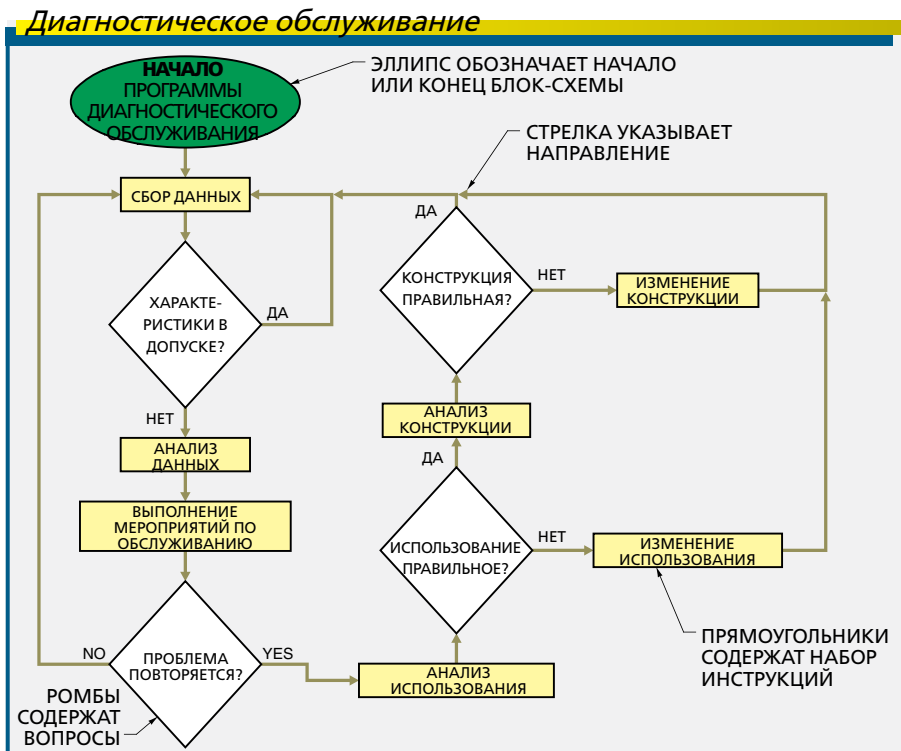 Диагностическое обслуживание
НАЧАЛО
ПРОГРАММЫ
ДИАГНОСТИЧЕСКОГО
ОБСЛУЖИВАНИЯ
ЭЛЛИПС ОБОЗНАЧАЕТ НАЧАЛО
ИЛИ КОНЕЦ БЛОК-СХЕМЫ
СТРЕЛКА УКАЗЫВАЕТ
НАПРАВЛЕНИЕ
СБОР ДАННЫХ
ХАРАКТЕ-
РИСТИКИ В
ДОПУСКЕ?
ДА
НЕТ
АНАЛИЗ
ДАННЫХ
ВЫПОЛНЕНИЕ
МЕРОПРИЯТИЙ ПО
ОБСЛУЖИВАНИЮ
ПРОБЛЕМА
ПОВТОРЯЕТСЯ?
NO
YES
РОМБЫ
СОДЕРЖАТ
ВОПРОСЫ
АНАЛИЗ
ИСПОЛЬЗОВАНИЯ
ИСПОЛЬЗОВАНИЕ
ПРАВИЛЬНОЕ?
НЕТ
ИЗМЕНЕНИЕ
ИСПОЛЬЗОВАНИЯ
ДА
АНАЛИЗ
КОНСТРУКЦИИ
КОНСТРУКЦИЯ
ПРАВИЛЬНАЯ?
ДА
НЕТ
ИЗМЕНЕНИЕ
КОНСТРУКЦИИ
ПРЯМОУГОЛЬНИКИ
СОДЕРЖАТ НАБОР
ИНСТРУКЦИЙ